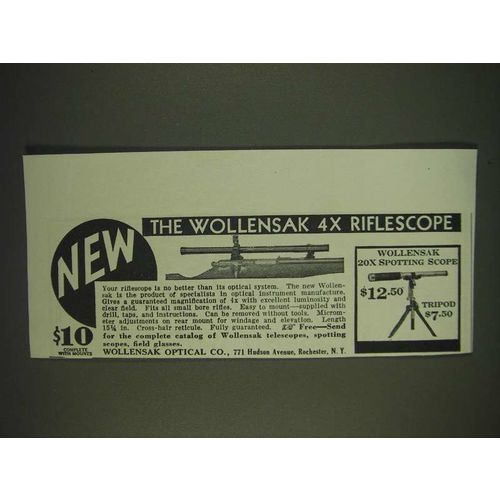 NEW
THE WOLLENSAK 4X RIFLESCOPE
Your riflescope is no better than its optical system. The new Wollen-
sak is the product of specialists in optical instrument manufacture.
Gives a guaranteed magnification of 4x with excellent luminosity and
clear field. Fits all small bore rifles. Easy to mount—supplied with
drill, taps, and instructions. Can be removed without tools. Microm-
eter adjustments on rear mount for windage and elevation. Length
15¾ in. Cross-hair reticule. Fully guaranteed. Free—Send
for the complete catalog of Wollensak telescopes, spotting
scopes, field glasses.
WOLLENSAK OPTICAL CO., 771 Hudson Avenue, Rochester, N. Y.
$10
COMPLETE
WITH MOUNTS
WOLLENSAK
20X SPOTTING SCOPE
$12.50
TRIPOD
$7.50